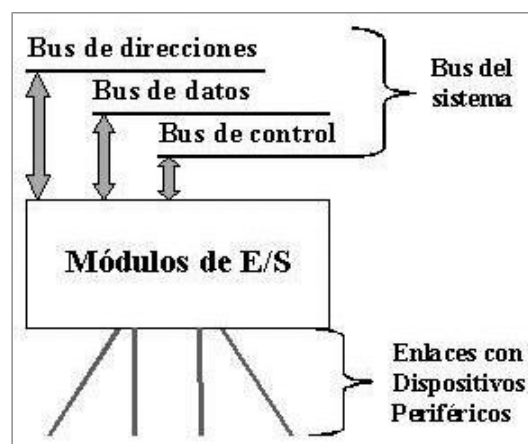 Bus de direcciones
Bus de datos
Bus de control
Bus del
sistema
Módulos de E/S
Enlaces con
Dispositivos
Periféricos